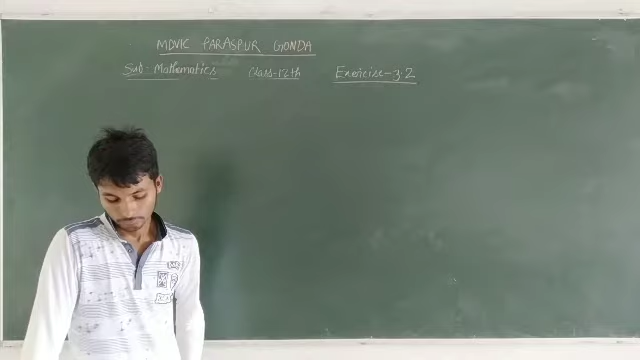 MDVIC PARASPUR GONDA
Sub:- Mathematics Class-12th Exercise-3.2